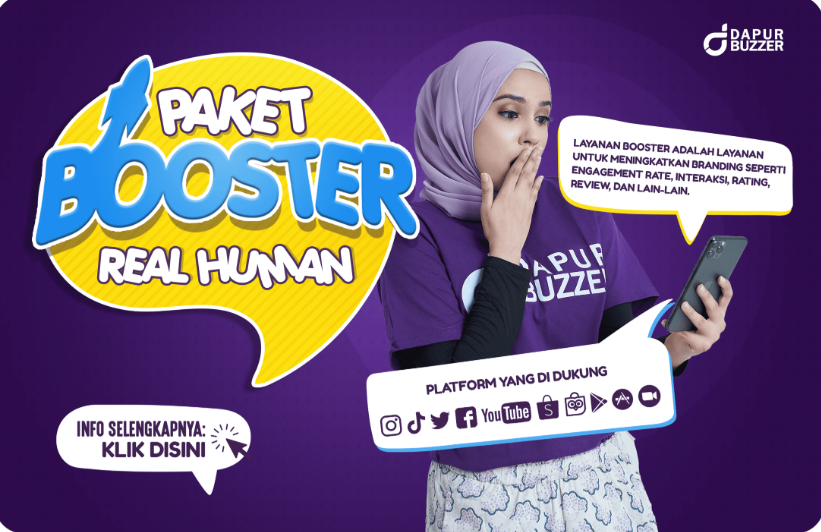 DAPUR
BUZZER
PAKET
BOOSTER
REAL HUMAN
LAYANAN BOOSTER ADALAH LAYANAN
UNTUK MENINGKATKAN BRANDING SEPERTI
ENGAGEMENT RATE, INTERAKSI, RATING,
REVIEW, DAN LAIN-LAIN.
DAPUR
BUZZER
PLATFORM YANG DI DUKUNG
YouTube
INFO SELENGKAPNYA:
KLIK DISINI